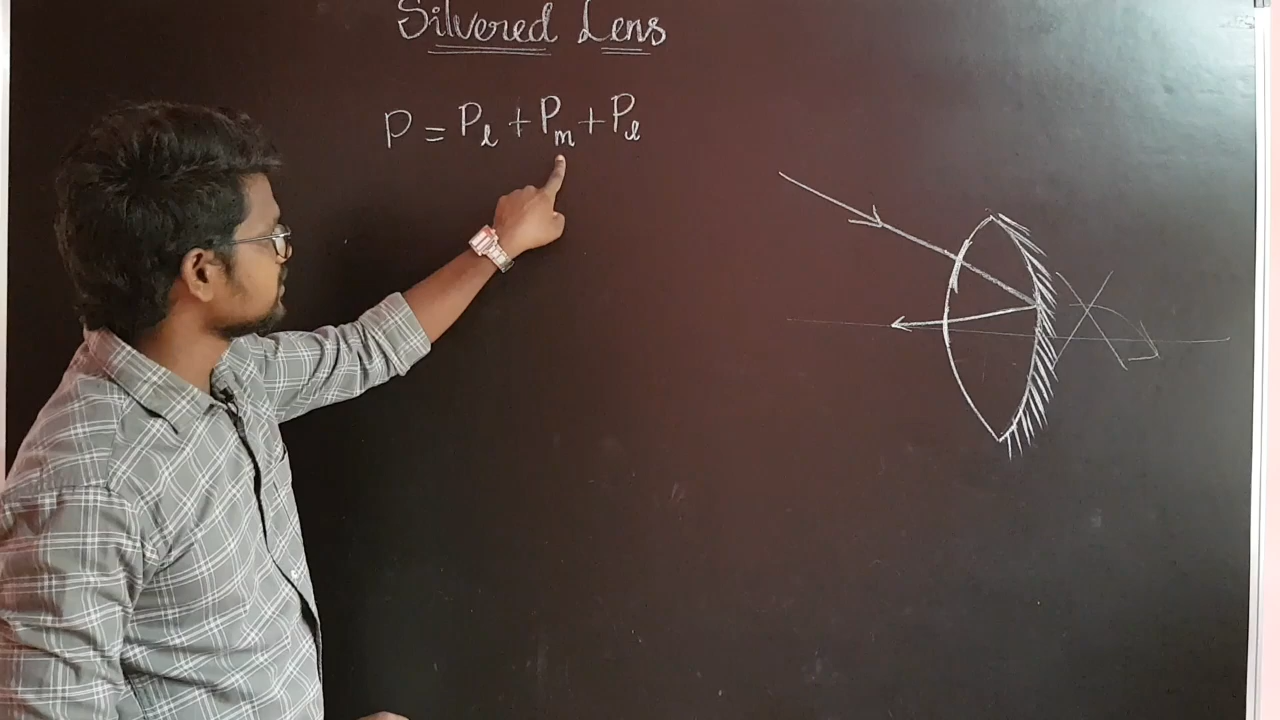 Silvered Lens
P = Pl + Pm + Pl